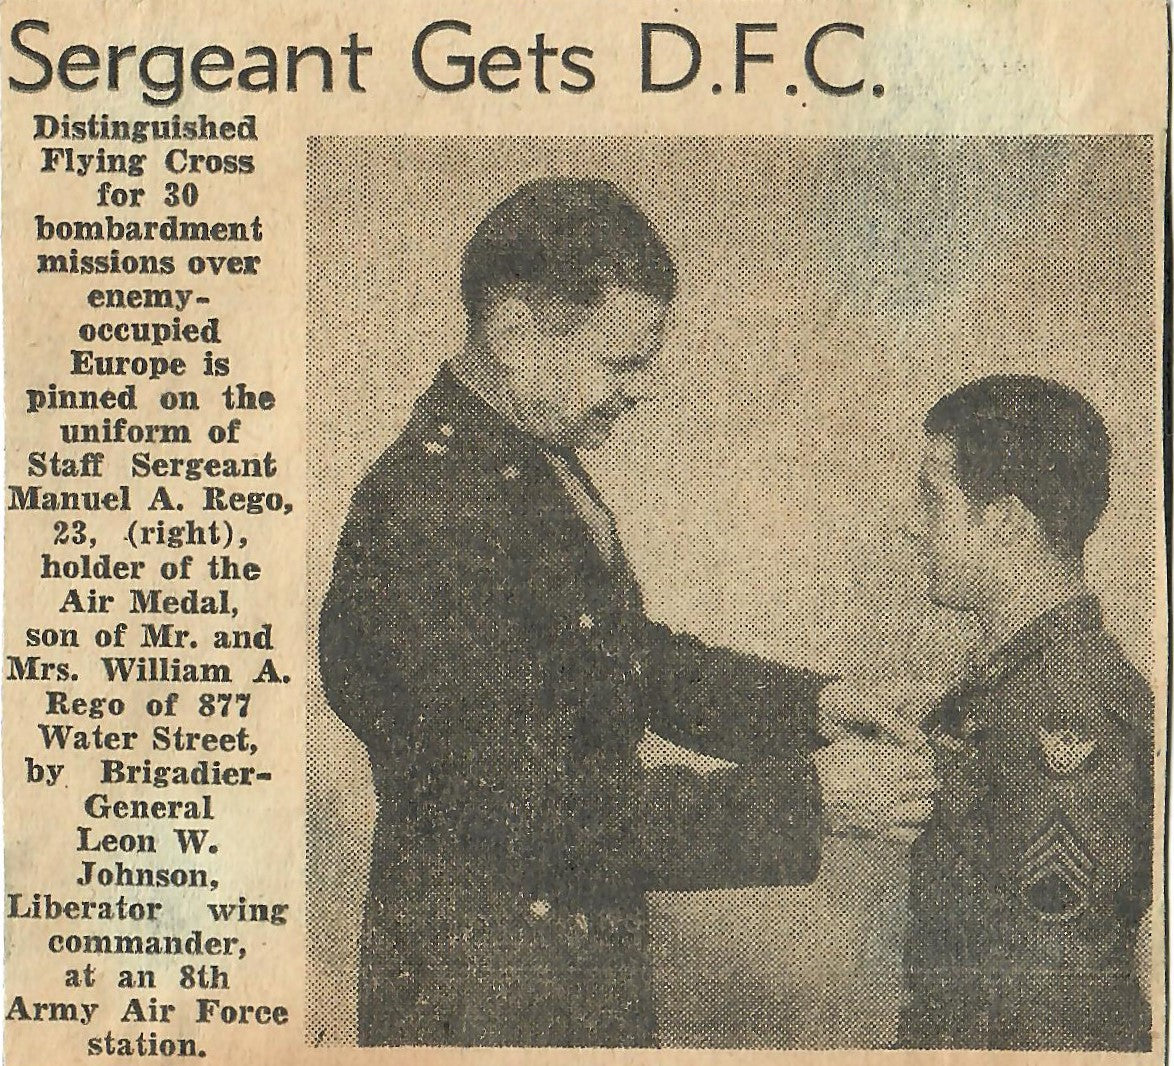 Sergeant Gets D.F.C.
Distinguished
Flying Cross
for 30
bombardment
missions over
enemy-
occupied
Europe is
pinned on the
uniform of
Staff Sergeant
Manuel A. Rego,
23, (right),
holder of the
Air Medal,
son of Mr. and
Mrs. William A.
Rego of 877
Water Street,
by Brigadier-
General
Leon W.
Johnson,
Liberator wing
commander,
at an 8th
Army Air Force
station.